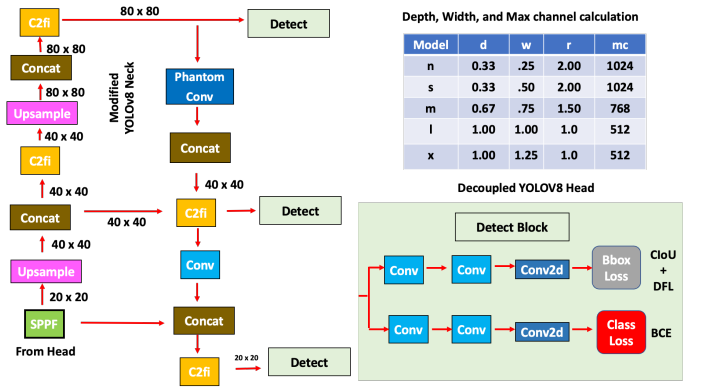 80 x 80
C2fi
Detect
80 x 80
Concat
Modified
YOLOv8 Neck
Phantom
Conv
80 x 80
Upsample
40 x 40
Concat
C2fi
40 x 40
40 x 40
Concat
40 x 40
C2fi
Detect
40 x 40
Upsample
Conv
20 x 20
SPPF
Concat
From Head
C2fi
20 x 20
Detect
Depth, Width, and Max channel calculation
Model d w r mc
n 0.33 .25 2.00 1024
s 0.33 .50 2.00 1024
m 0.67 .75 1.50 768
l 1.00 1.00 1.0 512
x 1.00 1.25 1.0 512
Decoupled YOLOV8 Head
Detect Block
Conv Conv Conv2d
Bbox
Loss
CIoU
+
DFL
Conv Conv Conv2d
Class
Loss
BCE